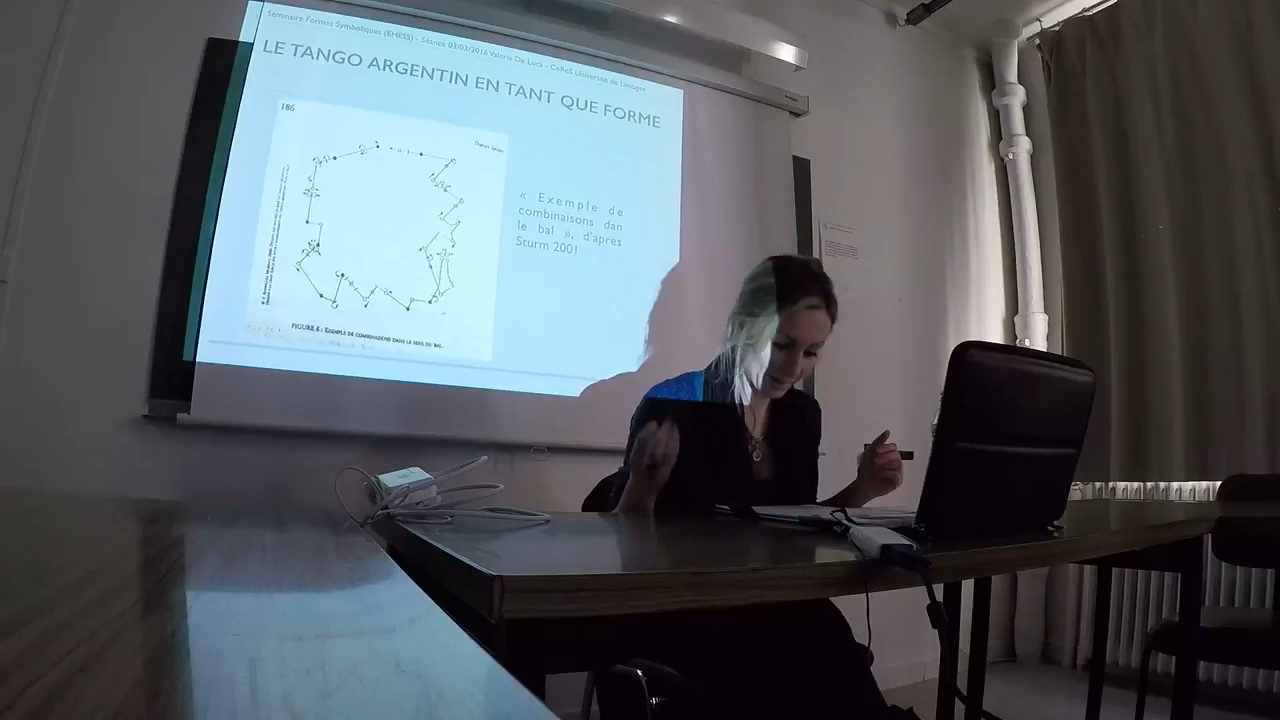 Séminaire Formes Symboliques (EHESS) - Séance 03/03/2016 Valeria De Luca - CeReS Université de Limoges
LE TANGO ARGENTIN EN TANT QUE FORME
186
« Exemple de
combinaisons dan
le bal », d'après
Sturm 2001
FIGURE 6 : EXEMPLE DE COMBINAISONS DANS LE SENS DU BAL.